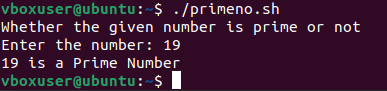 vboxuser@ubuntu:~$ ./primeno.sh
Whether the given number is prime or not
Enter the number: 19
19 is a Prime Number
vboxuser@ubuntu:~$